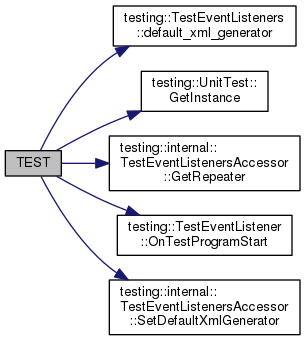 testing::TestEventListeners
::default_xml_generator
testing::UnitTest::
GetInstance
TEST
testing::internal::
TestEventListenersAccessor
::GetRepeater
testing::TestEventListener
::OnTestProgramStart
testing::internal::
TestEventListenersAccessor
::SetDefaultXmlGenerator